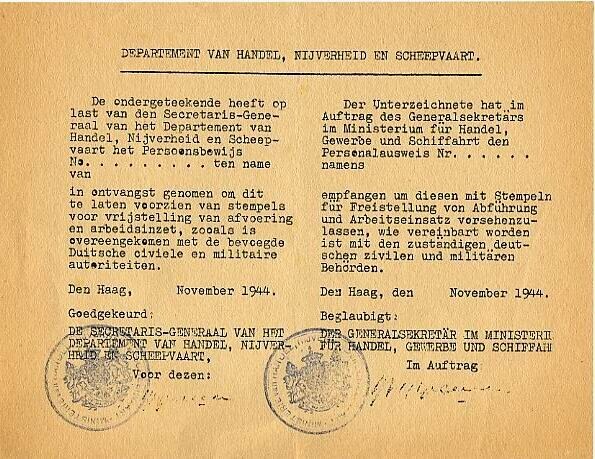 DEPARTEMENT VAN HANDEL, NIJVERHEID EN SCHEEPVAART.
De ondergeteekende heeft op
last van den Secretaris-Gene-
raal van het Departement van
Handel, Nijverheid en Scheep-
vaart het Persoonsbewijs
No. . . . . . . . . . ten name
van
in ontvangst genomen om dit
te laten voorzien van stempels
voor vrijstelling van afvoering
en arbeidsinzet, zooals is
overeengekomen met de bevoegde
Duitsche civiele en militaire
autoriteiten.
Den Haag, November 1944.
Goedgekeurd:
DE SECRETARIS-GENERAAL VAN HET
DEPARTEMENT VAN HANDEL, NIJVER-
HEID EN SCHEEPVAART,
Voor dezen:
Der Unterzeichnete hat im
Auftrag des Generalsekretärs
im Ministerium für Handel,
Gewerbe und Schiffahrt den
Personalausweis Nr. . . . . .
namens
empfangen um diesen mit Stempeln
für Freistellung von Abführung
und Arbeitseinsatz vorsehenzu-
lassen, wie vereinbart worden
ist mit den zuständigen deut-
schen zivilen und militären
Behörden.
Den Haag, den November 1944.
Beglaubigt:
DER GENERALSEKRETÄR IM MINISTERI
FÜR HANDEL, GEWERBE UND SCHIFFAH
Im Auftrag